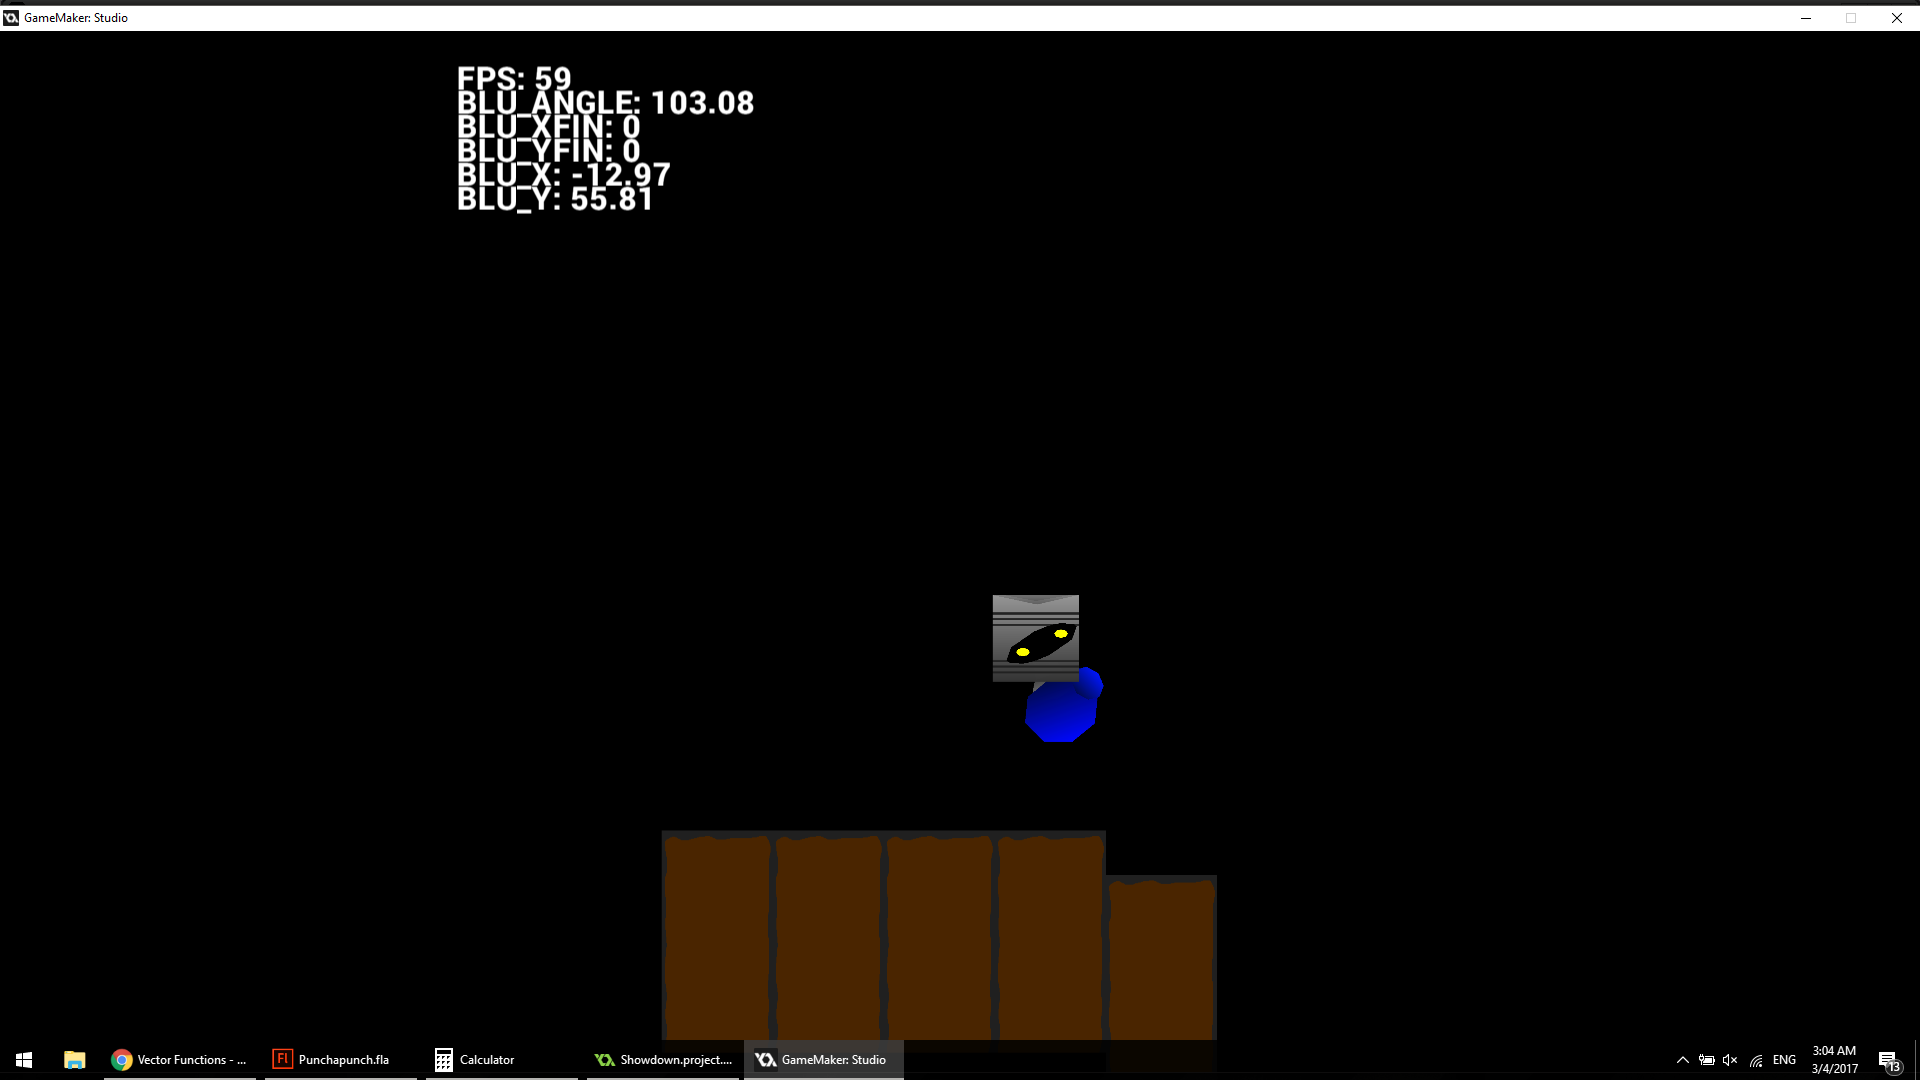 GameMaker: Studio
FPS: 59
BLU_ANGLE: 103.08
BLU_XFIN: 0
BLU_YFIN: 0
BLU_X: -12.97
BLU_Y: 55.81
Vector Functions - ...
Fl
Punchapunch.fla
Calculator
Showdown.project....
GameMaker: Studio
ENG
3:04 AM
3/4/2017
13